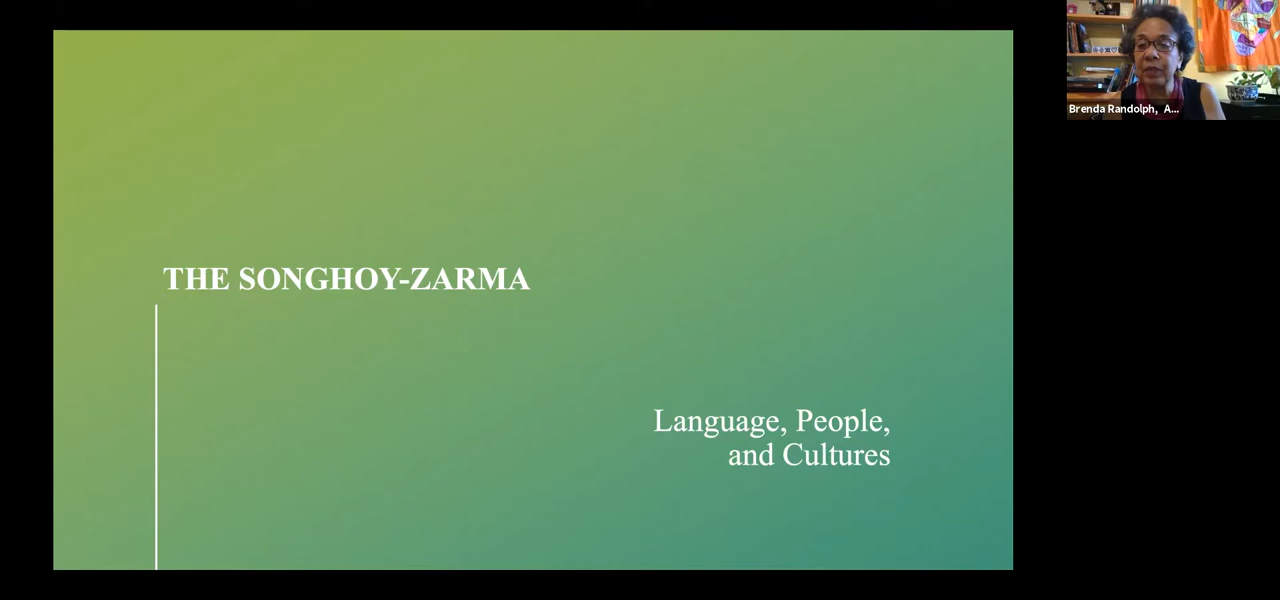 THE SONGHOY-ZARMA
Language, People,
and Cultures
Brenda Randolph, A...